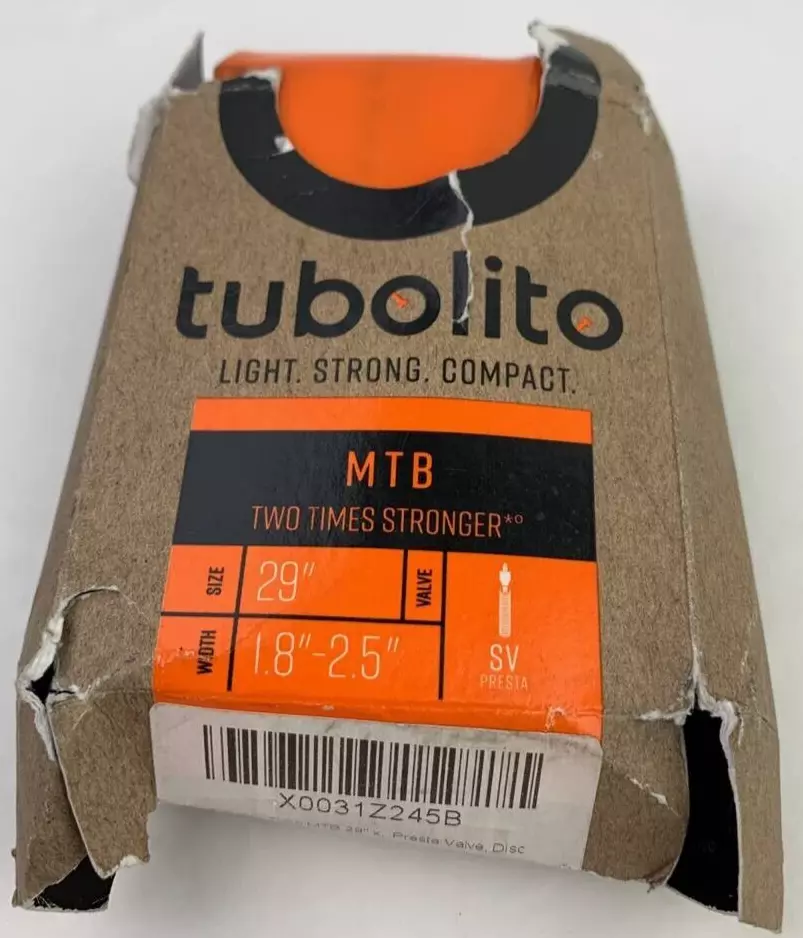 tubolito
LIGHT. STRONG. COMPACT.
MTB
TWO TIMES STRONGER*°
SIZE 29" VALVE
WIDTH 1.8"-2.5" SV
PRESTA
X0031Z245B
MTB 29" Presta Valve, Disc